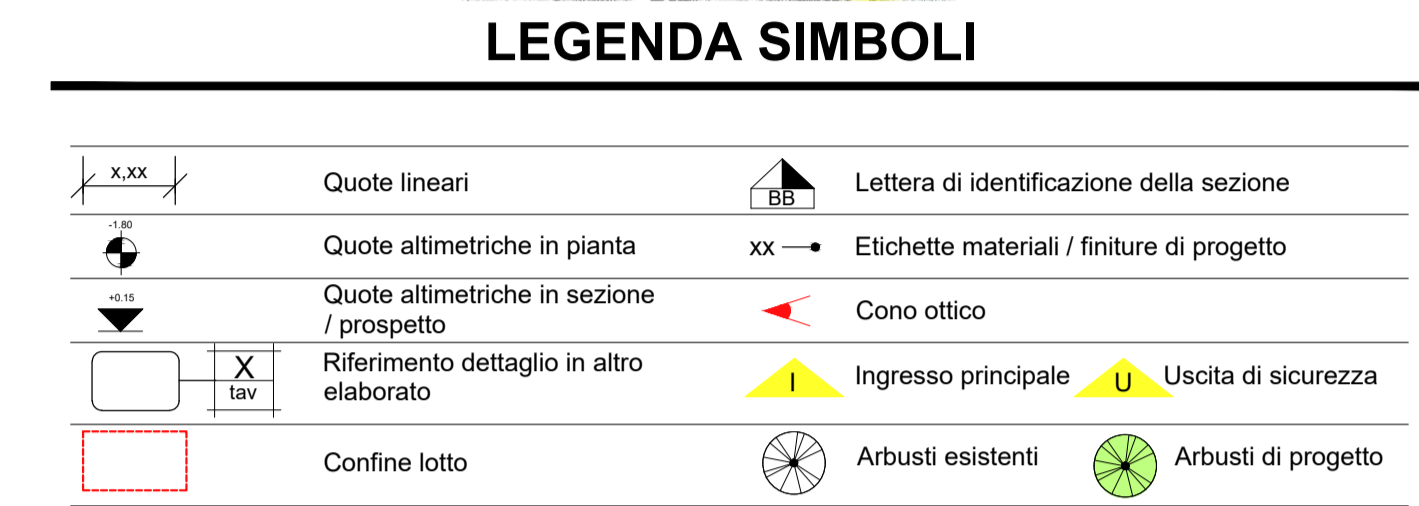 LEGENDA SIMBOLI
x,xx
Quote lineari
BB
Lettera di identificazione della sezione
-1.80
Quote altimetriche in pianta
xx
Etichette materiali / finiture di progetto
+0.15
Quote altimetriche in sezione
/ prospetto
Cono ottico
X
tav
Riferimento dettaglio in altro
elaborato
I
Ingresso principale
U
Uscita di sicurezza
Confine lotto
Arbusti esistenti
Arbusti di progetto